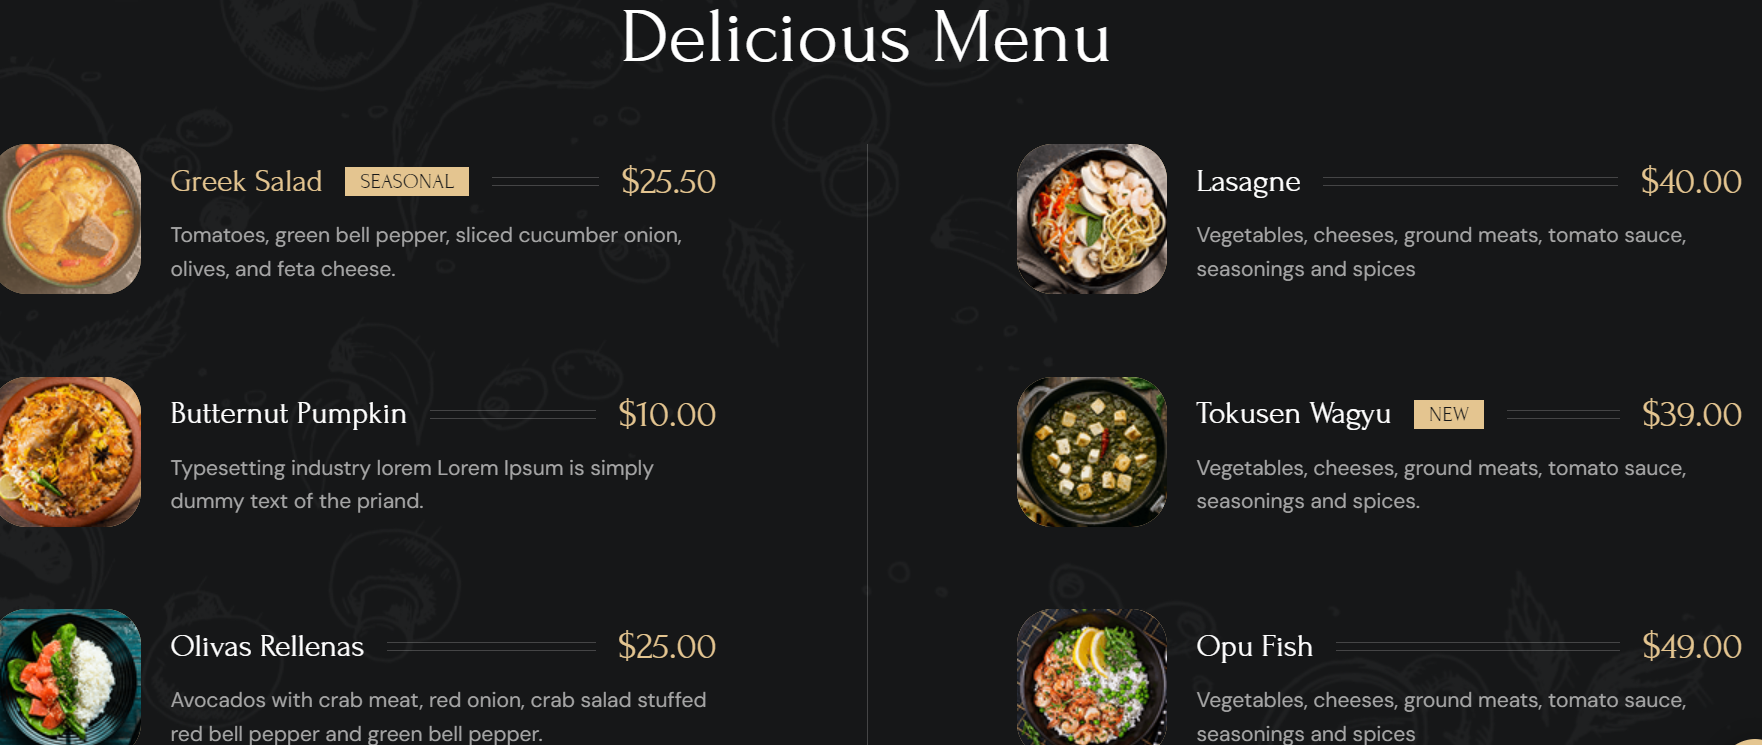 Delicious Menu
Greek Salad SEASONAL $25.50
Tomatoes, green bell pepper, sliced cucumber onion,
olives, and feta cheese.
Butternut Pumpkin $10.00
Typesetting industry lorem Lorem Ipsum is simply
dummy text of the priand.
Olivas Rellenas $25.00
Avocados with crab meat, red onion, crab salad stuffed
red bell pepper and green bell pepper.
Lasagne $40.00
Vegetables, cheeses, ground meats, tomato sauce,
seasonings and spices
Tokusen Wagyu NEW $39.00
Vegetables, cheeses, ground meats, tomato sauce,
seasonings and spices.
Opu Fish $49.00
Vegetables, cheeses, ground meats, tomato sauce,
seasonings and spices